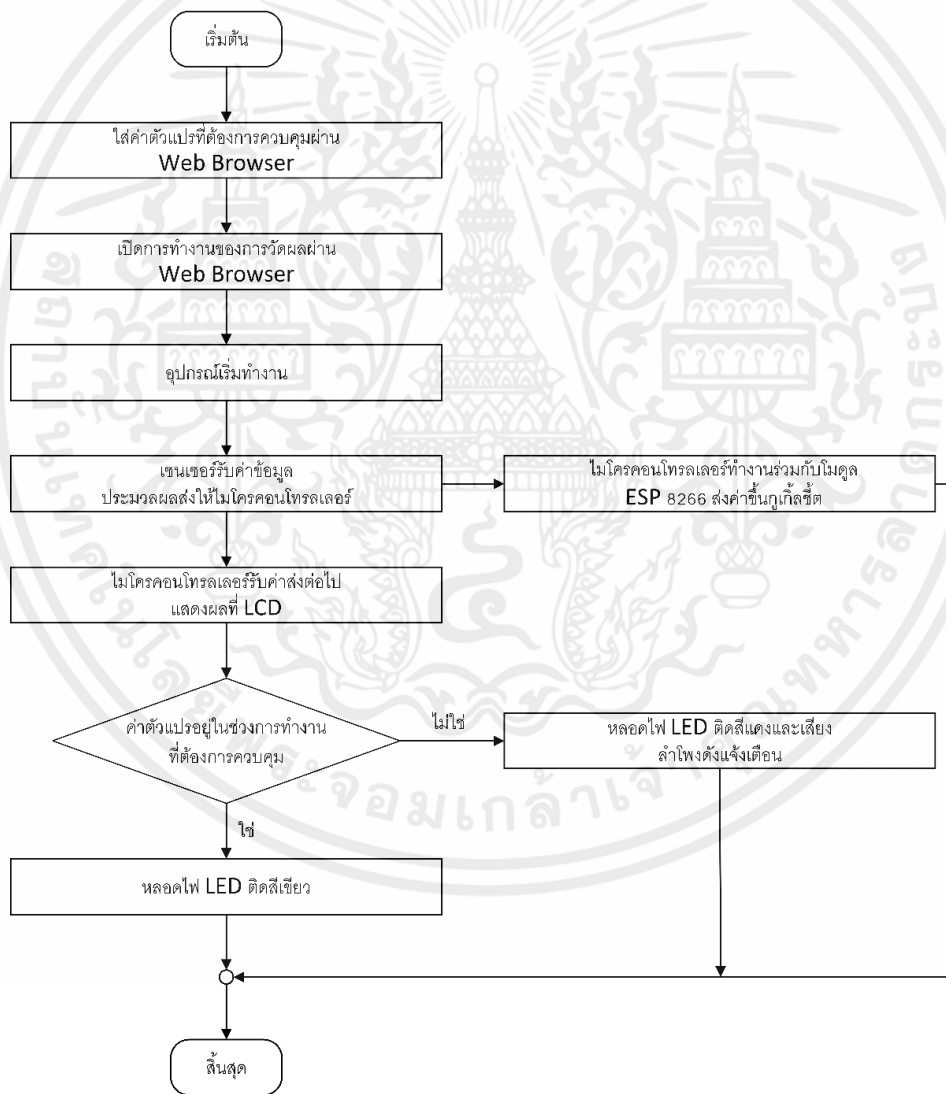 เริ่มต้น
ใส่ค่าตัวแปรที่ต้องการควบคุมผ่าน
Web Browser
เปิดการทำงานของการวัดผลผ่าน
Web Browser
อุปกรณ์เริ่มทำงาน
เซนเซอร์รับค่าข้อมูล
ประมวลผลส่งให้ไมโครคอนโทรลเลอร์
ไมโครคอนโทรลเลอร์ทำงานร่วมกับโมดูล
ESP 8266 ส่งค่าขึ้นกูเกิ้ลชี้ต
ไมโครคอนโทรลเลอร์รับค่าส่งต่อไป
แสดงผลที่ LCD
ค่าตัวแปรอยู่ในช่วงการทำงาน
ที่ต้องการควบคุม
ไม่ใช่
หลอดไฟ LED ติดสีแดงและเสียง
ลำโพงดังแจ้งเตือน
ใช่
หลอดไฟ LED ติดสีเขียว
สิ้นสุด